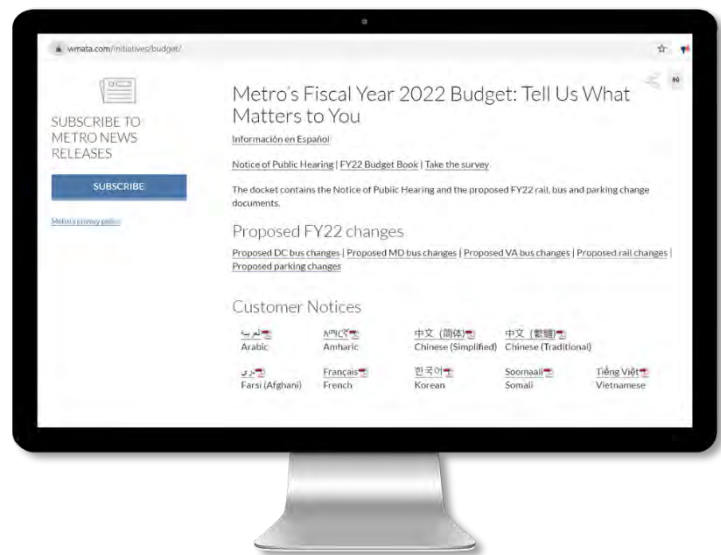 wmata.com/initiatives/budget/
SUBSCRIBE TO
METRO NEWS
RELEASES
SUBSCRIBE
Metro's privacy policy
Metro's Fiscal Year 2022 Budget: Tell Us What
Matters to You
Información en Español
Notice of Public Hearing | FY22 Budget Book | Take the survey
The docket contains the Notice of Public Hearing and the proposed FY22 rail, bus and parking change
documents.
Proposed FY22 changes
Proposed DC bus changes | Proposed MD bus changes | Proposed VA bus changes | Proposed rail changes |
Proposed parking changes
Customer Notices
አማርኛ 中文 (简体) 中文 (繁體)
Arabic Amharic Chinese (Simplified) Chinese (Traditional)
Français 한국어 Soomaali Tiếng Việt
Farsi (Afghani) French Korean Somali Vietnamese